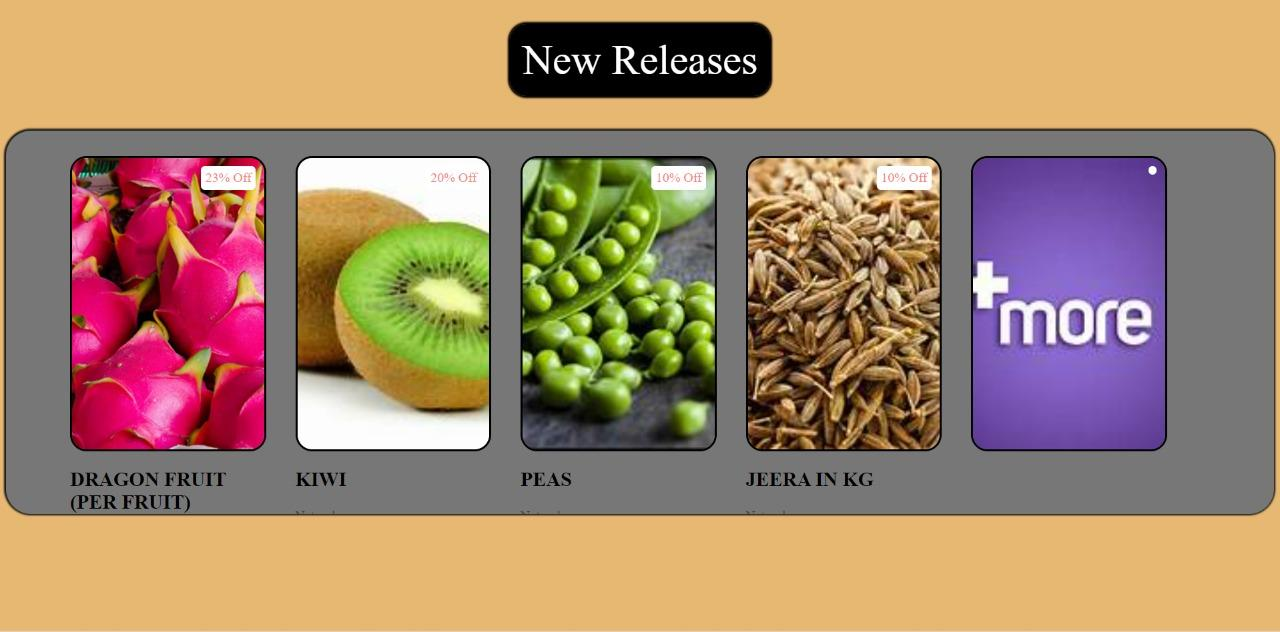 New Releases
23% Off
20% Off
10% Off
10% Off
+more
DRAGON FRUIT
(PER FRUIT)
KIWI
PEAS
JEERA IN KG